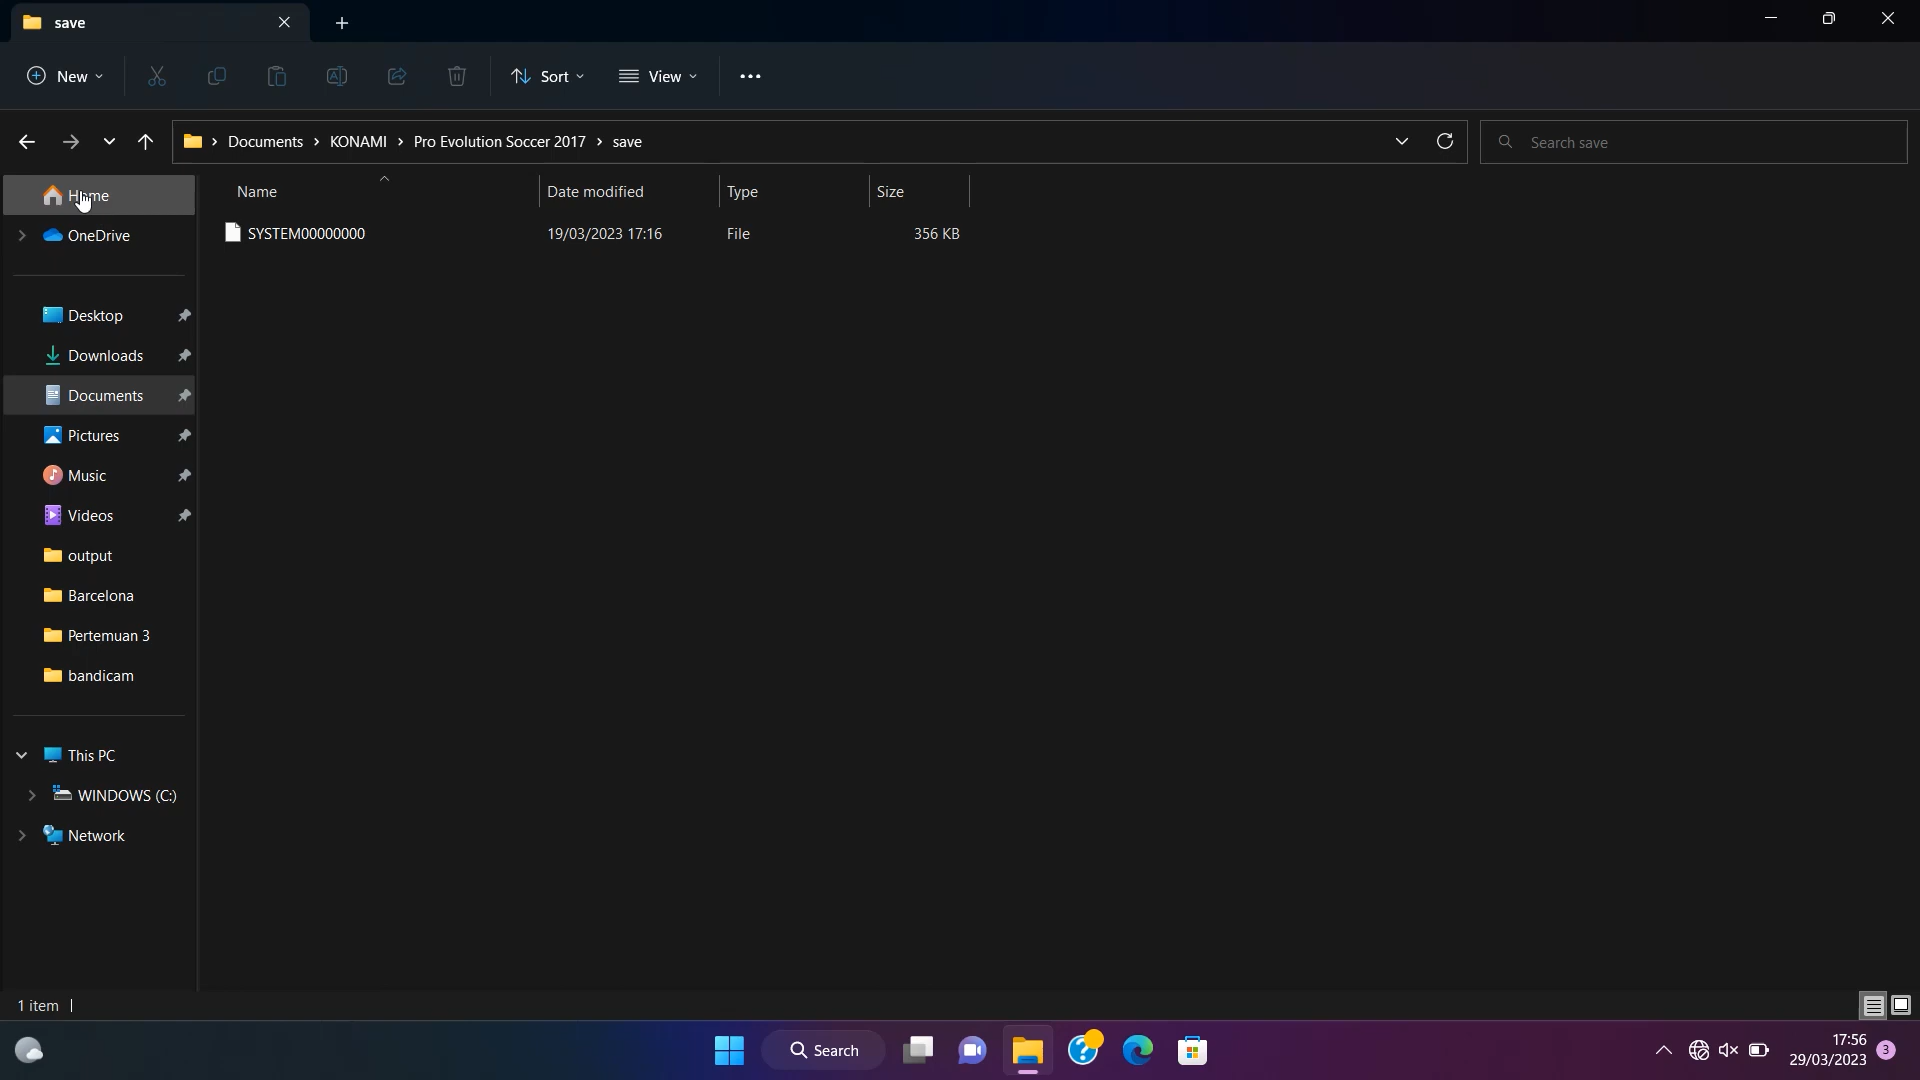 save
New
Sort
View
Documents
KONAMI
Pro Evolution Soccer 2017
save
Search save
Home
OneDrive
Desktop
Downloads
Documents
Pictures
Music
Videos
output
Barcelona
Pertemuan 3
bandicam
This PC
WINDOWS (C:)
Network
Name
Date modified
Type
Size
SYSTEM00000000
19/03/2023 17:16
File
356 KB
1 item
Search
17:56
29/03/2023
3